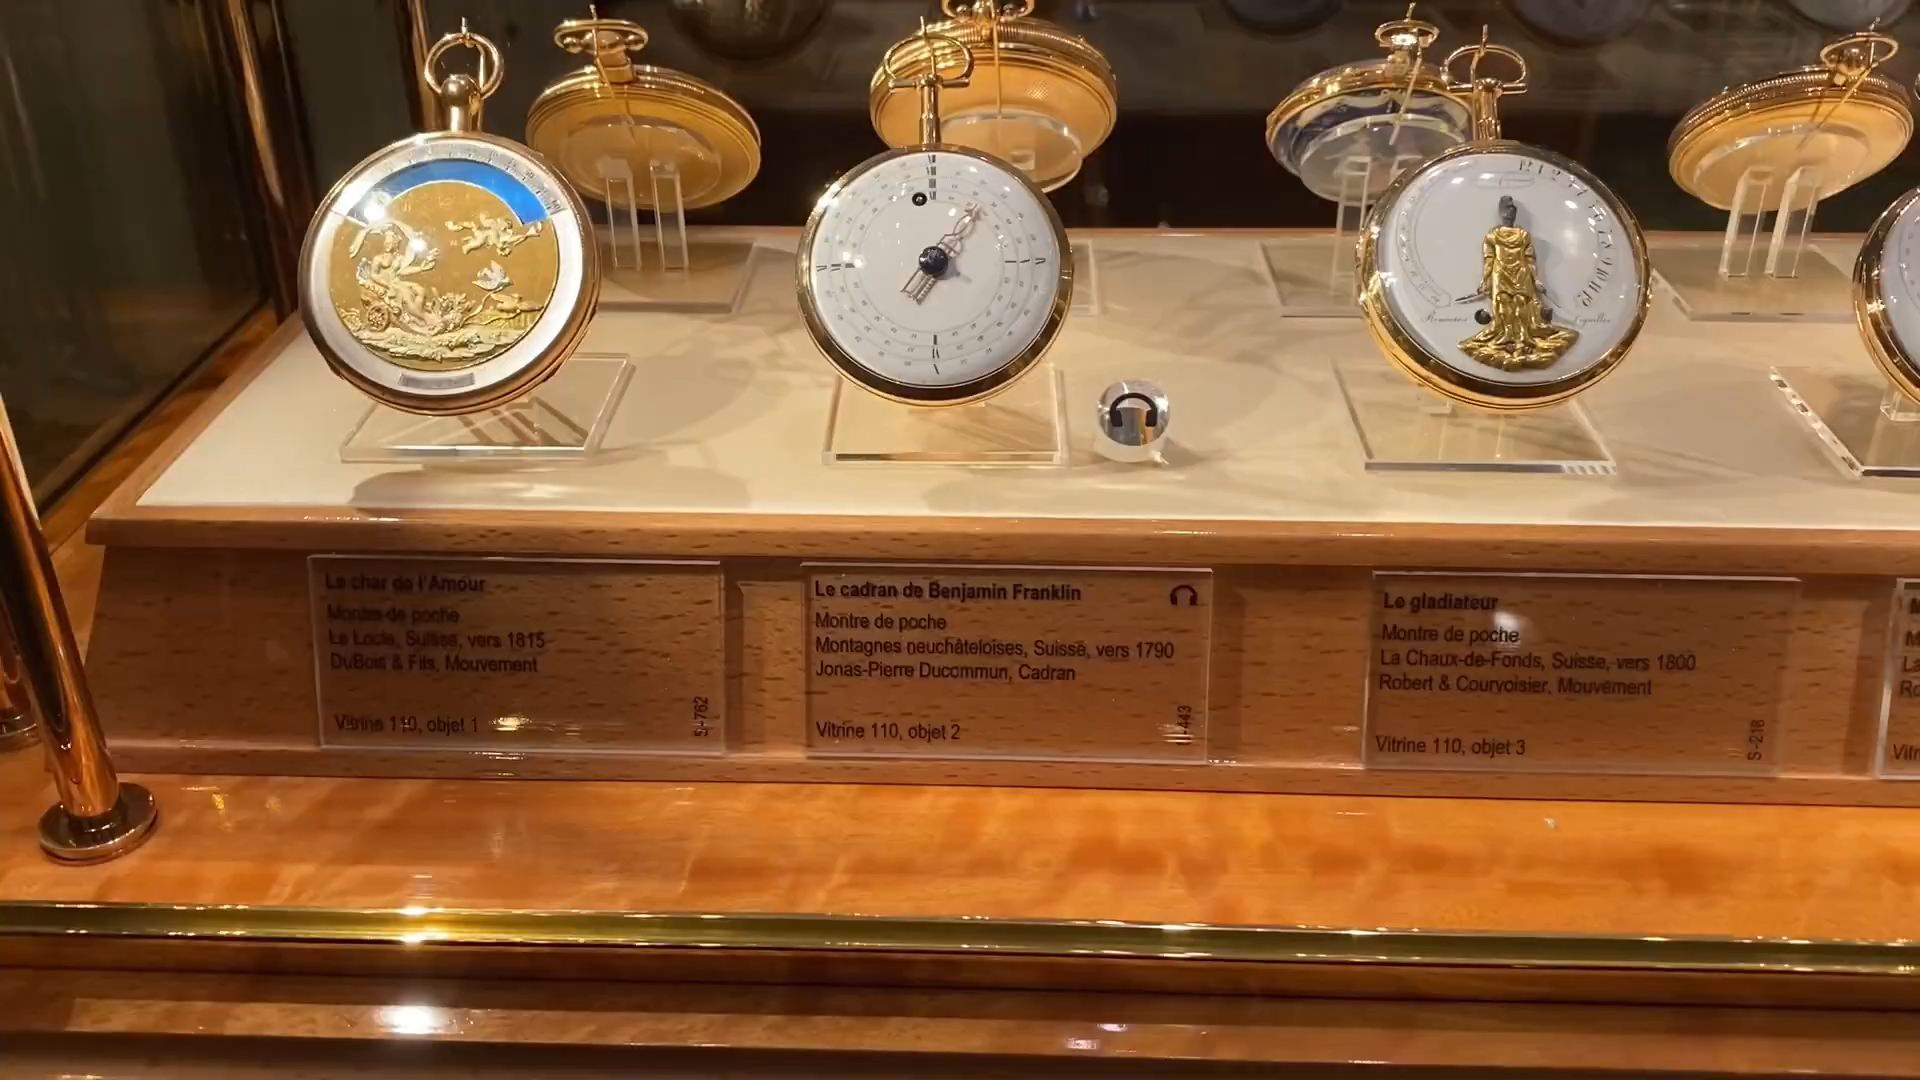 Le char de l'Amour
Montre de poche
Le Locle, Suisse, vers 1815
DuBois & Fils, Mouvement
Vitrine 110, objet 1
S-762
Le cadran de Benjamin Franklin
Montre de poche
Montagnes neuchâteloises, Suisse, vers 1790
Jonas-Pierre Ducommun, Cadran
Vitrine 110, objet 2
Le gladiateur
Montre de poche
La Chaux-de-Fonds, Suisse, vers 1800
Robert & Courvoisier, Mouvement
Vitrine 110, objet 3
S-218